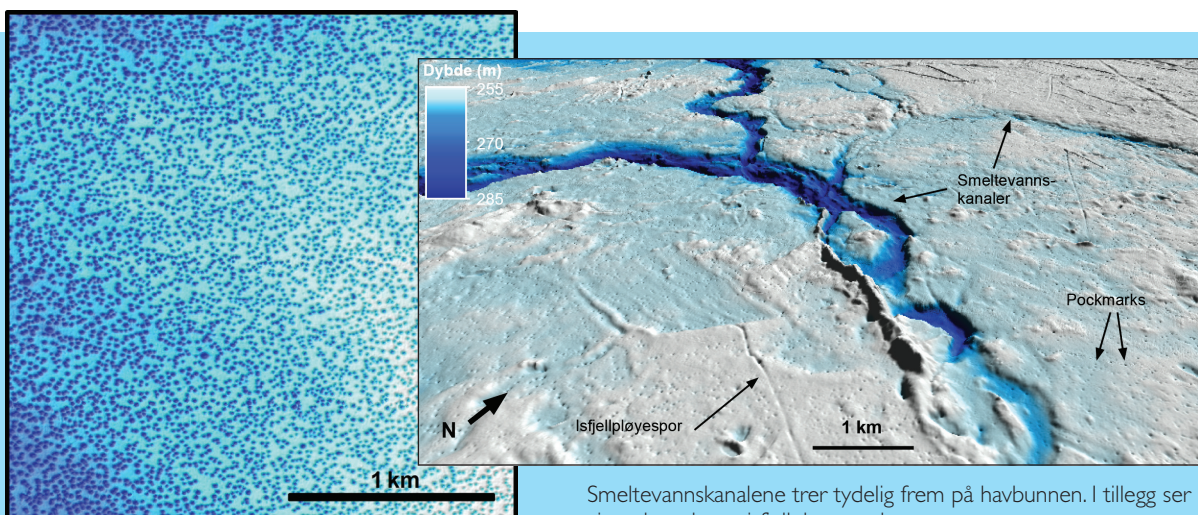 Dybde (m)
255
270
285
Smeltevanns-
kanaler
Pockmarks
Isfjellpløyespor
N
1 km
1 km
Smeltevannskanalene trer tydelig frem på havbunnen. I tillegg ser